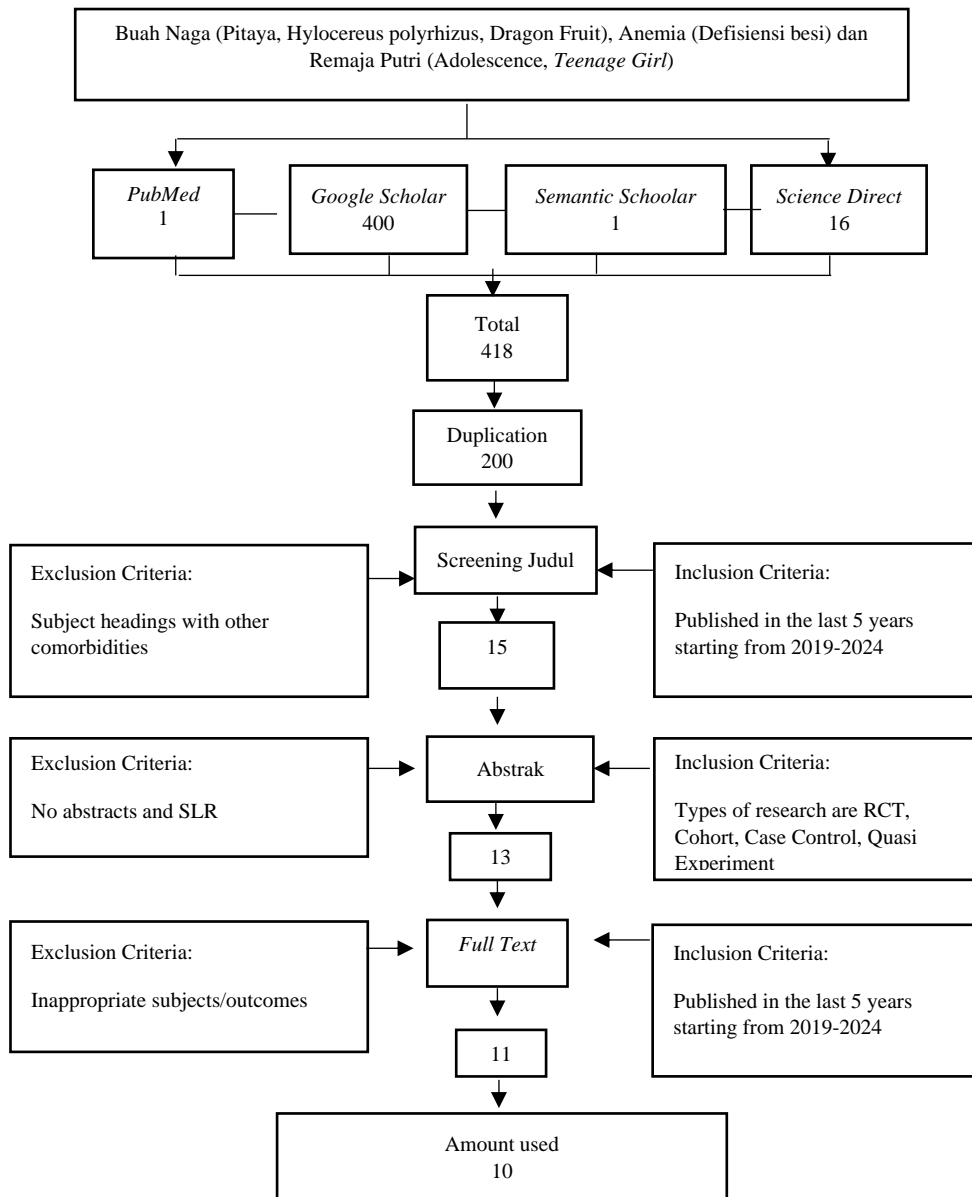 Buah Naga (Pitaya, Hylocereus polyrhizus, Dragon Fruit), Anemia (Defisiensi besi) dan
Remaja Putri (Adolescence, Teenage Girl)
PubMed
1
Google Scholar
400
Semantic Schoolar
1
Science Direct
16
Total
418
Duplication
200
Screening Judul
Exclusion Criteria:
Subject headings with other
comorbidities
Inclusion Criteria:
Published in the last 5 years
starting from 2019-2024
15
Abstrak
Exclusion Criteria:
No abstracts and SLR
Inclusion Criteria:
Types of research are RCT,
Cohort, Case Control, Quasi
Experiment
13
Full Text
Exclusion Criteria:
Inappropriate subjects/outcomes
Inclusion Criteria:
Published in the last 5 years
starting from 2019-2024
11
Amount used
10